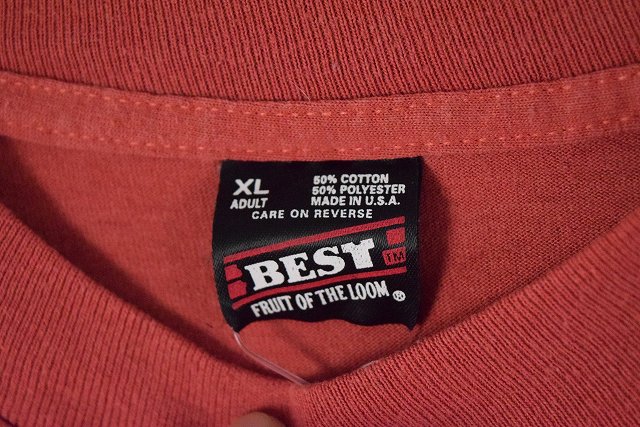 XL
ADULT
50% COTTON
50% POLYESTER
MADE IN U.S.A.
CARE ON REVERSE
BEST TM
FRUIT OF THE LOOM ®